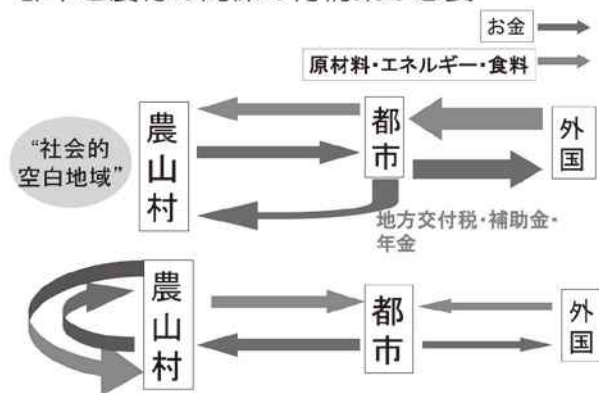 お金
原材料・エネルギー・食料
“社会的
空白地域”
農山村
都市
外国
地方交付税・補助金・
年金
農山村
都市
外国